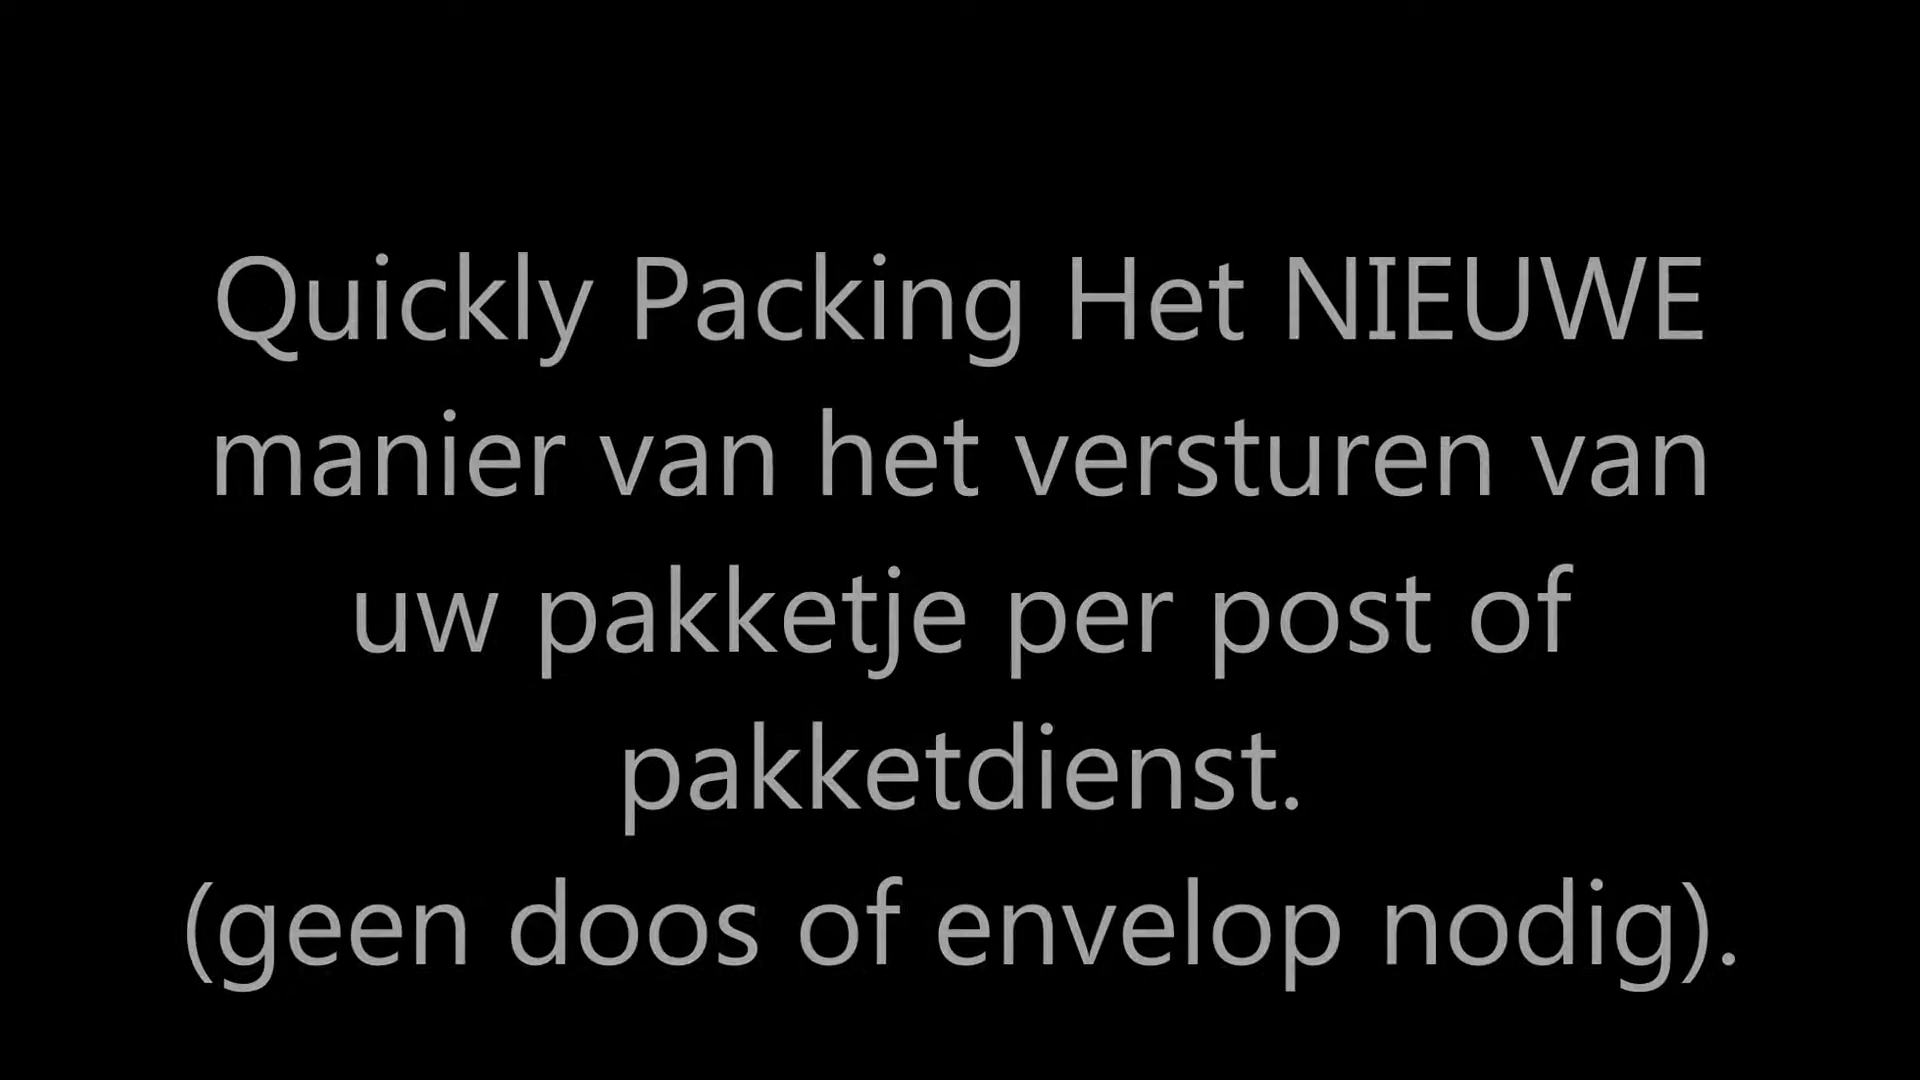 Quickly Packing Het NIEUWE
manier van het versturen van
uw pakketje per post of
pakketdienst.
(geen doos of envelop nodig).